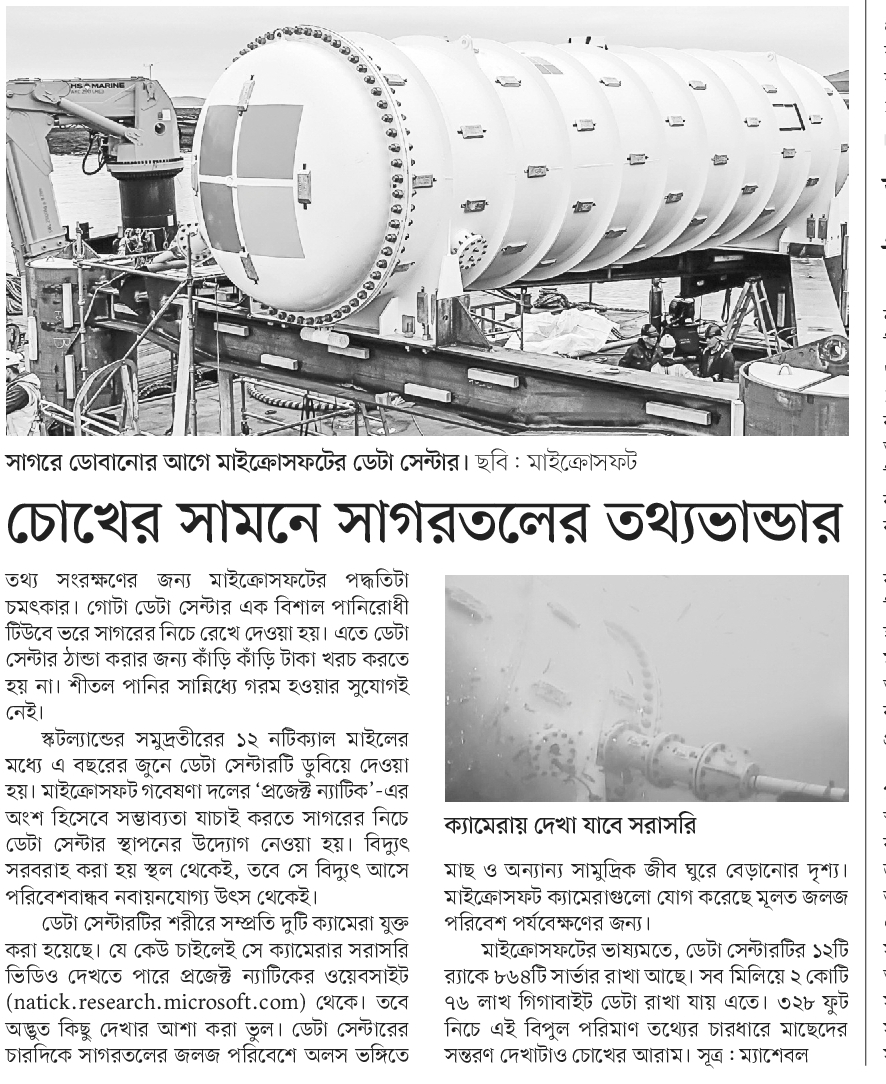 HS MARINE
সাগরে ডোবানোর আগে মাইক্রোসফটের ডেটা সেন্টার। ছবি : মাইক্রোসফট
চোখের সামনে সাগরতলের তথ্যভান্ডার
তথ্য সংরক্ষণের জন্য মাইক্রোসফটের পদ্ধতিটা
চমৎকার। গোটা ডেটা সেন্টার এক বিশাল পানিরোধী
টিউবে ভরে সাগরের নিচে রেখে দেওয়া হয়। এতে ডেটা
সেন্টার ঠান্ডা করার জন্য কাঁড়ি কাঁড়ি টাকা খরচ করতে
হয় না। শীতল পানির সান্নিধ্যে গরম হওয়ার সুযোগই
নেই।
স্কটল্যান্ডের সমুদ্রতীরের ১২ নটিক্যাল মাইলের
মধ্যে এ বছরের জুনে ডেটা সেন্টারটি ডুবিয়ে দেওয়া
হয়। মাইক্রোসফট গবেষণা দলের ‘প্রজেক্ট ন্যাটিক’-এর
অংশ হিসেবে সম্ভাব্যতা যাচাই করতে সাগরের নিচে
ডেটা সেন্টার স্থাপনের উদ্যোগ নেওয়া হয়। বিদ্যুৎ
সরবরাহ করা হয় স্থল থেকেই, তবে সে বিদ্যুৎ আসে
পরিবেশবান্ধব নবায়নযোগ্য উৎস থেকেই।
ডেটা সেন্টারটির শরীরে সম্প্রতি দুটি ক্যামেরা যুক্ত
করা হয়েছে। যে কেউ চাইলেই সে ক্যামেরার সরাসরি
ভিডিও দেখতে পারে প্রজেক্ট ন্যাটিকের ওয়েবসাইট
(natick.research.microsoft.com) থেকে। তবে
অদ্ভুত কিছু দেখার আশা করা ভুল। ডেটা সেন্টারের
চারদিকে সাগরতলের জলজ পরিবেশে অলস ভঙ্গিতে
ক্যামেরায় দেখা যাবে সরাসরি
মাছ ও অন্যান্য সামুদ্রিক জীব ঘুরে বেড়ানোর দৃশ্য।
মাইক্রোসফট ক্যামেরাগুলো যোগ করেছে মূলত জলজ
পরিবেশ পর্যবেক্ষণের জন্য।
মাইক্রোসফটের ভাষ্যমতে, ডেটা সেন্টারটির ১২টি
র‍্যাকে ৮৬৪টি সার্ভার রাখা আছে। সব মিলিয়ে ২ কোটি
৭৬ লাখ গিগাবাইট ডেটা রাখা যায় এতে। ৩২৮ ফুট
নিচে এই বিপুল পরিমাণ তথ্যের চারধারে মাছেদের
সন্তরণ দেখাটাও চোখের আরাম। সূত্র : ম্যাশেবল